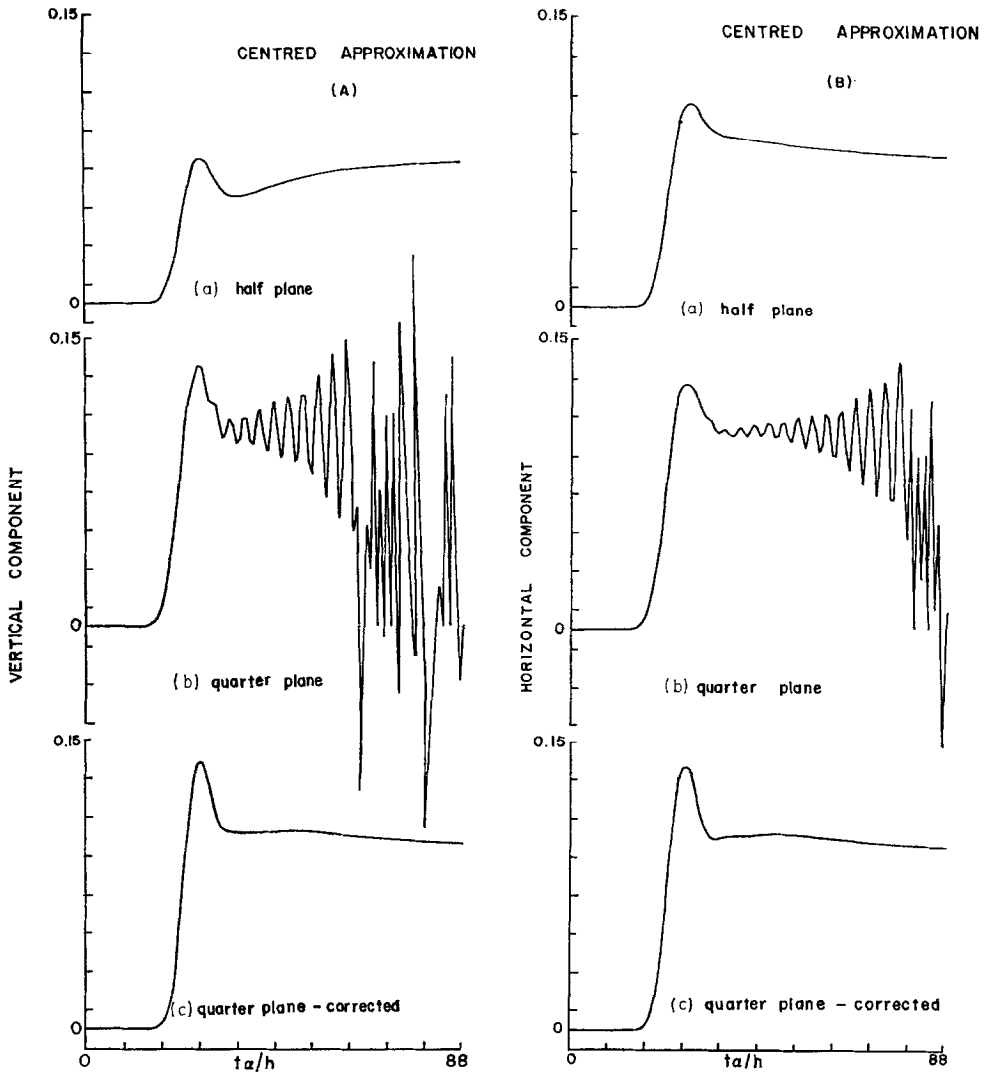 0.15
CENTRED APPROXIMATION
(A)
0
(a) half plane
0.15
VERTICAL COMPONENT
0
(b) quarter plane
0.15
0
(c) quarter plane – corrected
0
tα/h
88
0.15
CENTRED APPROXIMATION
(B)
0
(a) half plane
0.15
HORIZONTAL COMPONENT
0
(b) quarter plane
0.15
0
(c) quarter plane – corrected
0
tα/h
88